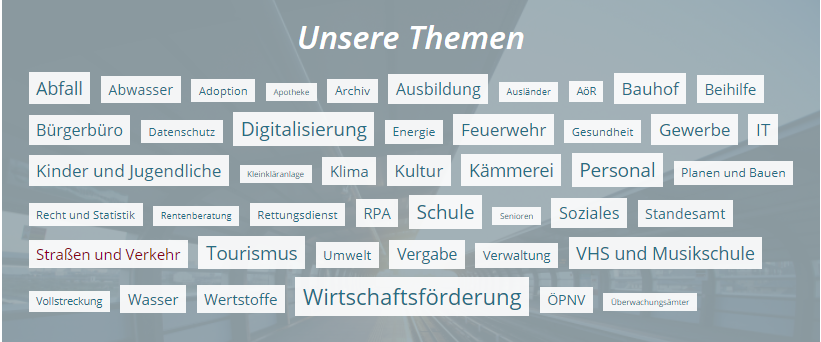 Unsere Themen
Abfall Abwasser Adoption Apotheke Archiv Ausbildung Ausländer AöR Bauhof Beihilfe
Bürgerbüro Datenschutz Digitalisierung Energie Feuerwehr Gesundheit Gewerbe IT
Kinder und Jugendliche Kleinkläranlage Klima Kultur Kämmerei Personal Planen und Bauen
Recht und Statistik Rentenberatung Rettungsdienst RPA Schule Senioren Soziales Standesamt
Straßen und Verkehr Tourismus Umwelt Vergabe Verwaltung VHS und Musikschule
Vollstreckung Wasser Wertstoffe Wirtschaftsförderung ÖPNV Überwachungsämter